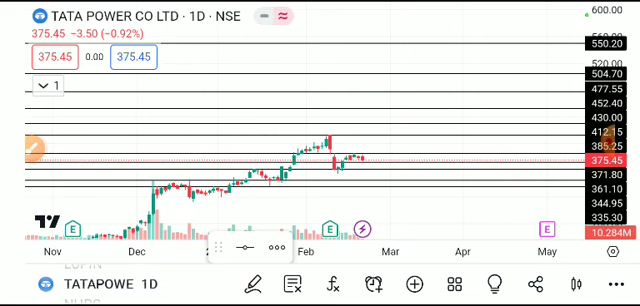 TATA POWER CO LTD · 1D · NSE
375.45 −3.50 (−0.92%)
375.45 0.00 375.45
1
600.00
550.20
520.00
504.70
477.55
452.40
430.00
412.15
385.25
375.45
371.80
361.10
344.95
335.30
10.284M
E E E
Nov Dec Feb Mar Apr May
LUPIN
TATAPOWE 1D